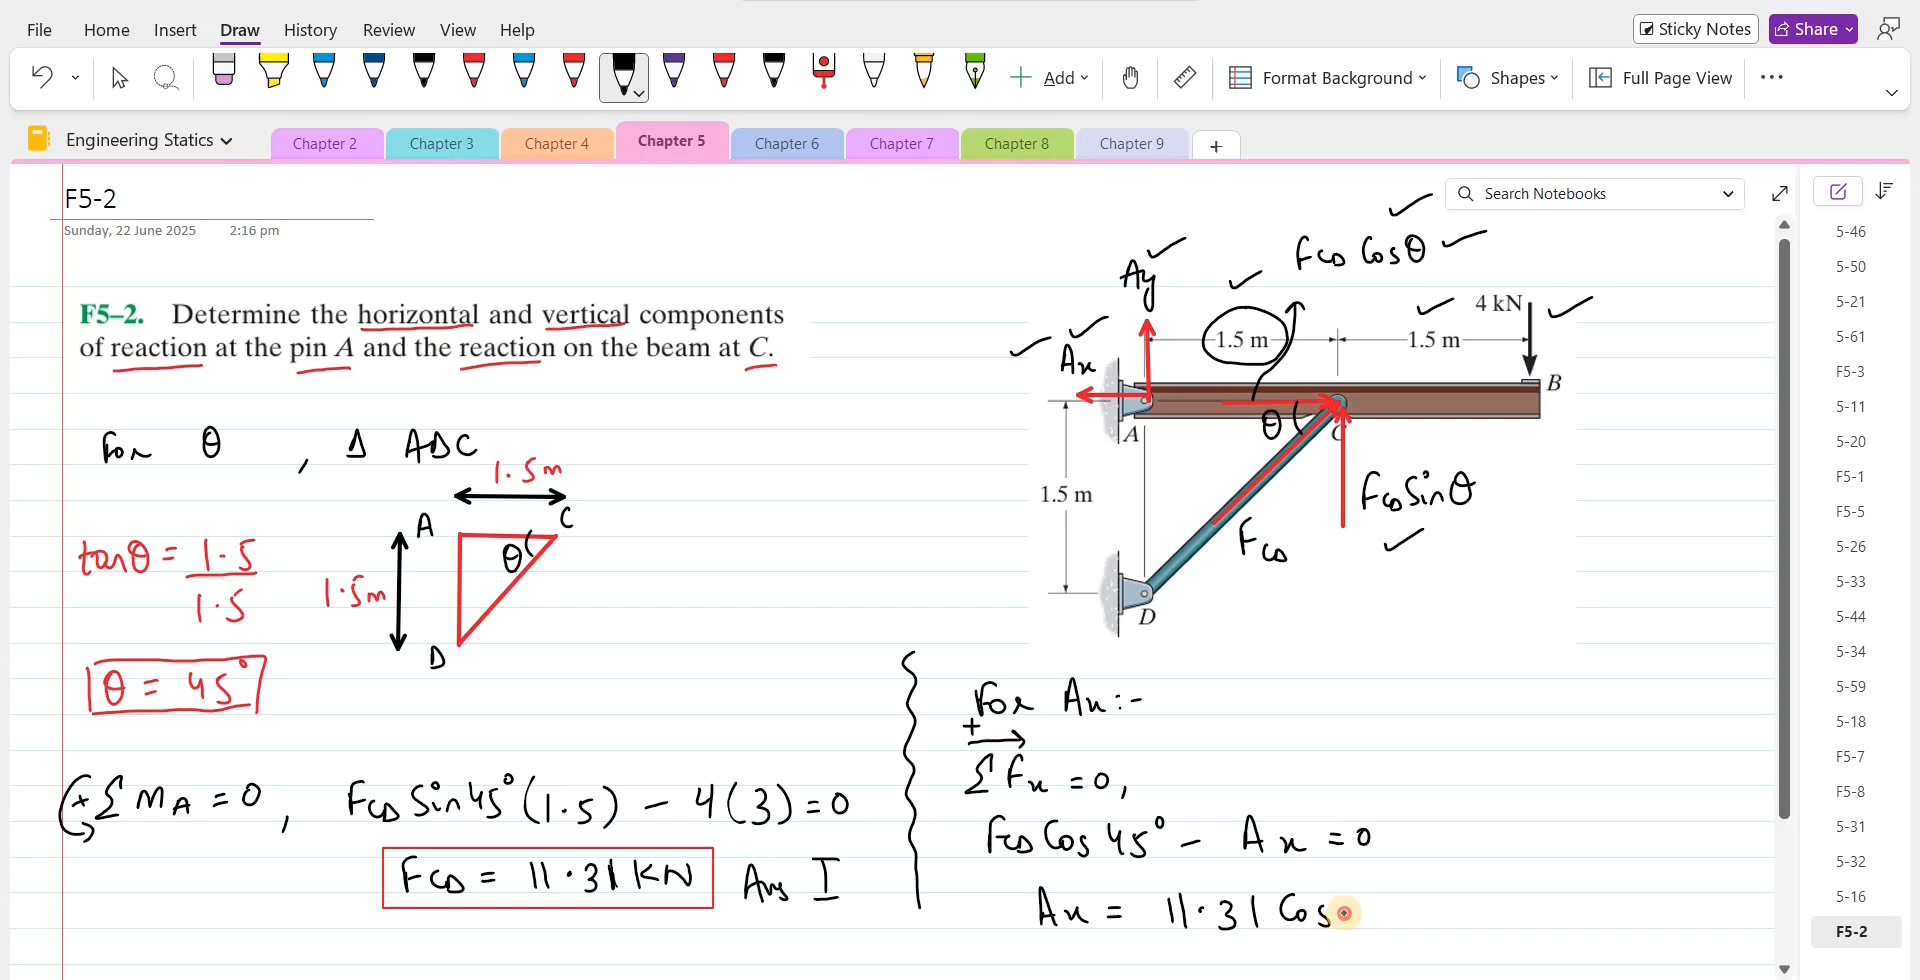 File Home Insert Draw History Review View Help
Sticky Notes Share
Add Format Background Shapes Full Page View
Engineering Statics Chapter 2 Chapter 3 Chapter 4 Chapter 5 Chapter 6 Chapter 7 Chapter 8 Chapter 9 +
F5-2
Sunday, 22 June 2025 2:16 pm
Search Notebooks
F5–2. Determine the horizontal and vertical components
of reaction at the pin A and the reaction on the beam at C.
For θ , Δ ADC
1.5m
A
C
θ
1.5m
D
tanθ = 1.5
1.5
θ = 45°
+ΣMA = 0 , FCD Sin45° (1.5) - 4(3) = 0
FCD = 11.31 KN Ans I
FCD Cosθ
Ay
Ax
4 kN
1.5 m
1.5 m
B
A
θ
C
1.5 m
FCD Sinθ
FCD
D
For Ax :-
+
ΣFx = 0,
FCD Cos 45° - Ax = 0
Ax = 11.31 Cos
5-46
5-50
5-21
5-61
F5-3
5-11
5-20
F5-1
F5-5
5-26
5-33
5-44
5-34
5-59
5-18
F5-7
F5-8
5-31
5-32
5-16
F5-2